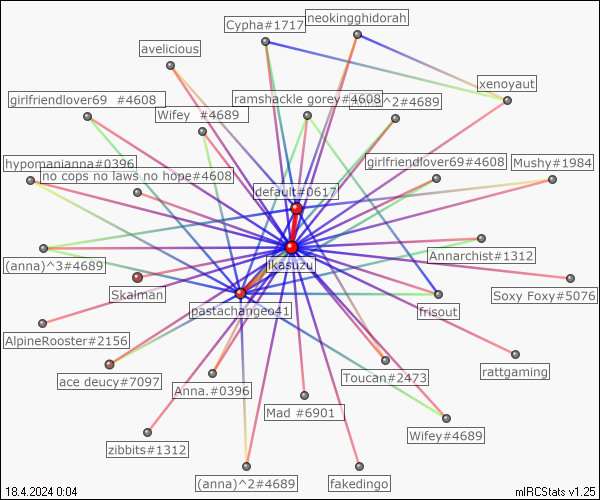 neokingghidorah
Cypha#1717
avelicious
xenoyaut
girlfriendlover69 #4608
ramshackle gorey#4608
^2#4689
Wifey #4689
hypomanianna#0396
girlfriendlover69#4608
Mushy#1984
no cops no laws no hope#4608
default#0617
Annarchist#1312
(anna)^3#4689
ikasuzu
Skalman
Soxy Foxy#5076
pastachangeo41
frisout
AlpineRooster#2156
rattgaming
ace deucy#7097
Toucan#2473
Anna.#0396
Mad #6901
Wifey#4689
zibbits#1312
(anna)^2#4689
fakedingo
18.4.2024 0:04
mIRCStats v1.25